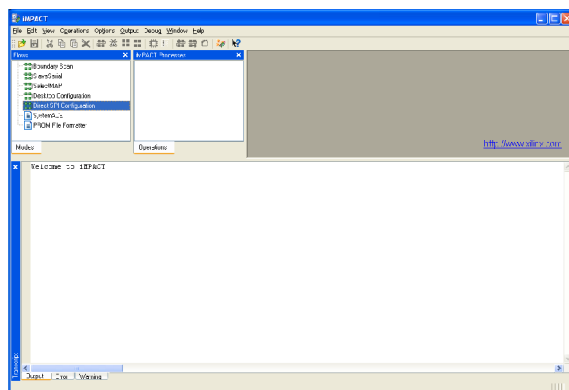 iMPACT
File Edit View Operations Options Output Debug Window Help
Flows
iMPACT Processes
Boundary Scan
SlaveSerial
SelectMAP
Desktop Configuration
Direct SPI Configuration
SystemACE
PROM File Formatter
Modes
Operations
http://www.xilinx.com
Welcome to iMPACT
Transcript
Output Error Warning